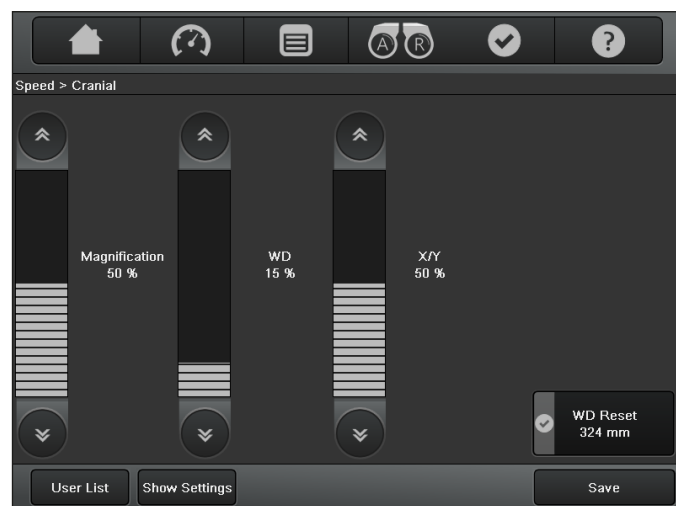 A R ?
Speed > Cranial
Magnification
50 %
WD
15 %
X/Y
50 %
WD Reset
324 mm
User List
Show Settings
Save